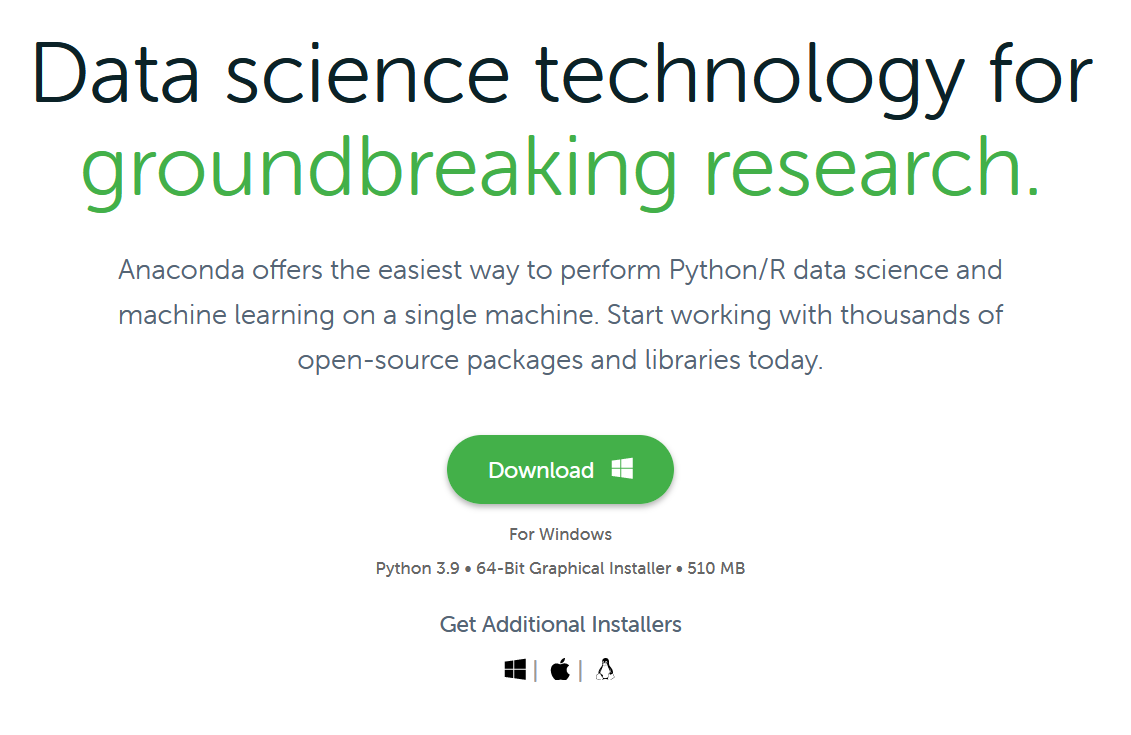 Data science technology for
groundbreaking research.
Anaconda offers the easiest way to perform Python/R data science and
machine learning on a single machine. Start working with thousands of
open-source packages and libraries today.
Download
For Windows
Python 3.9 • 64-Bit Graphical Installer • 510 MB
Get Additional Installers
| |